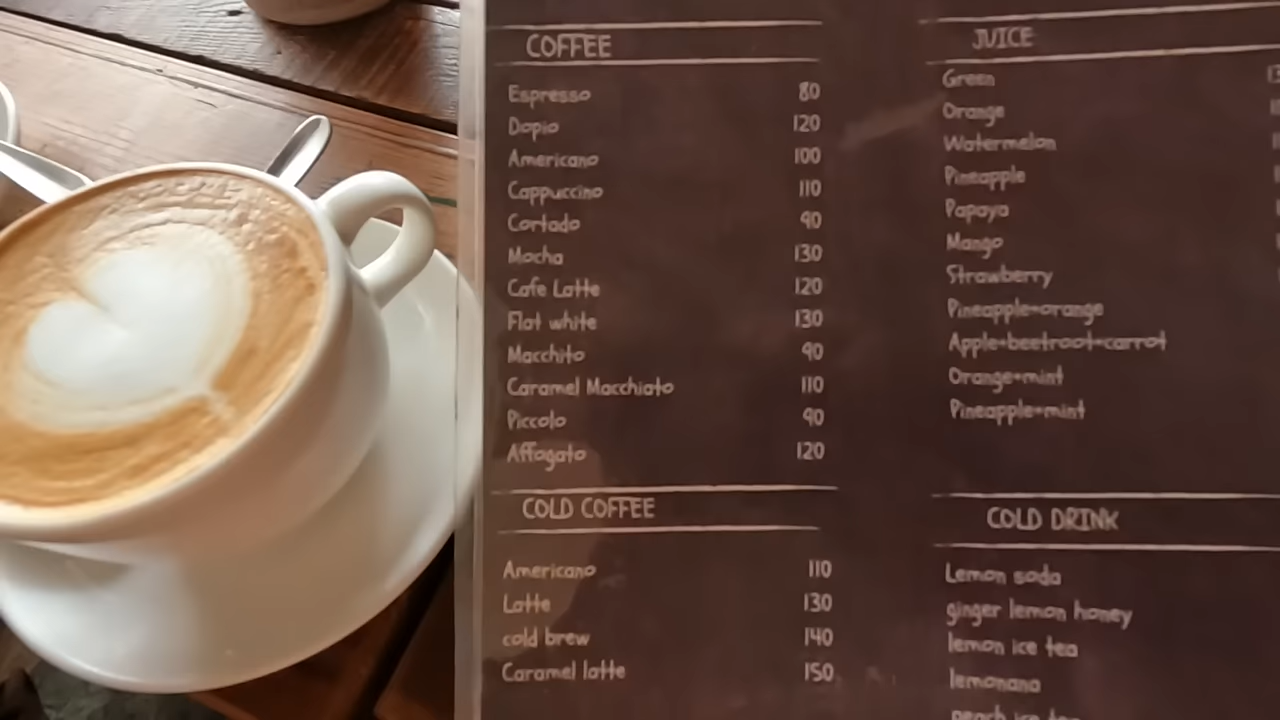 COFFEE
Espresso 80
Dopio 120
Americano 100
Cappuccino 110
Cortado 90
Mocha 130
Cafe Latte 120
Flat white 130
Macchito 90
Caramel Macchiato 110
Piccolo 90
Affogato 120
COLD COFFEE
Americano 110
Latte 130
cold brew 140
Caramel latte 150
JUICE
Green
Orange
Watermelon
Pineapple
Papaya
Mango
Strawberry
Pineapple+orange
Apple+beetroot+carrot
Orange+mint
Pineapple+mint
COLD DRINK
Lemon soda
ginger lemon honey
lemon ice tea
lemonana
peach ice